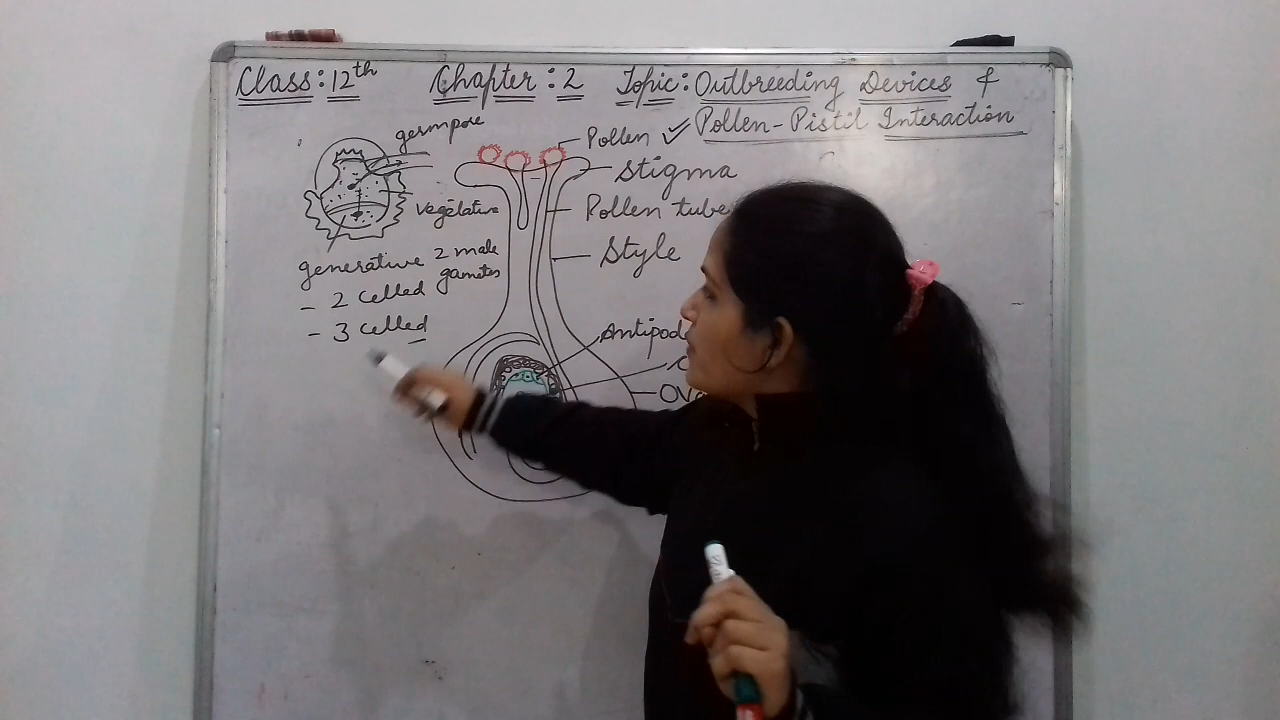 Class: 12th Chapter: 2 Topic: Outbreeding Devices &
Pollen-Pistil Interaction
germpore
vegelative
generative 2 male
gametes
- 2 celled
- 3 celled
Pollen
Stigma
Pollen tube
Style